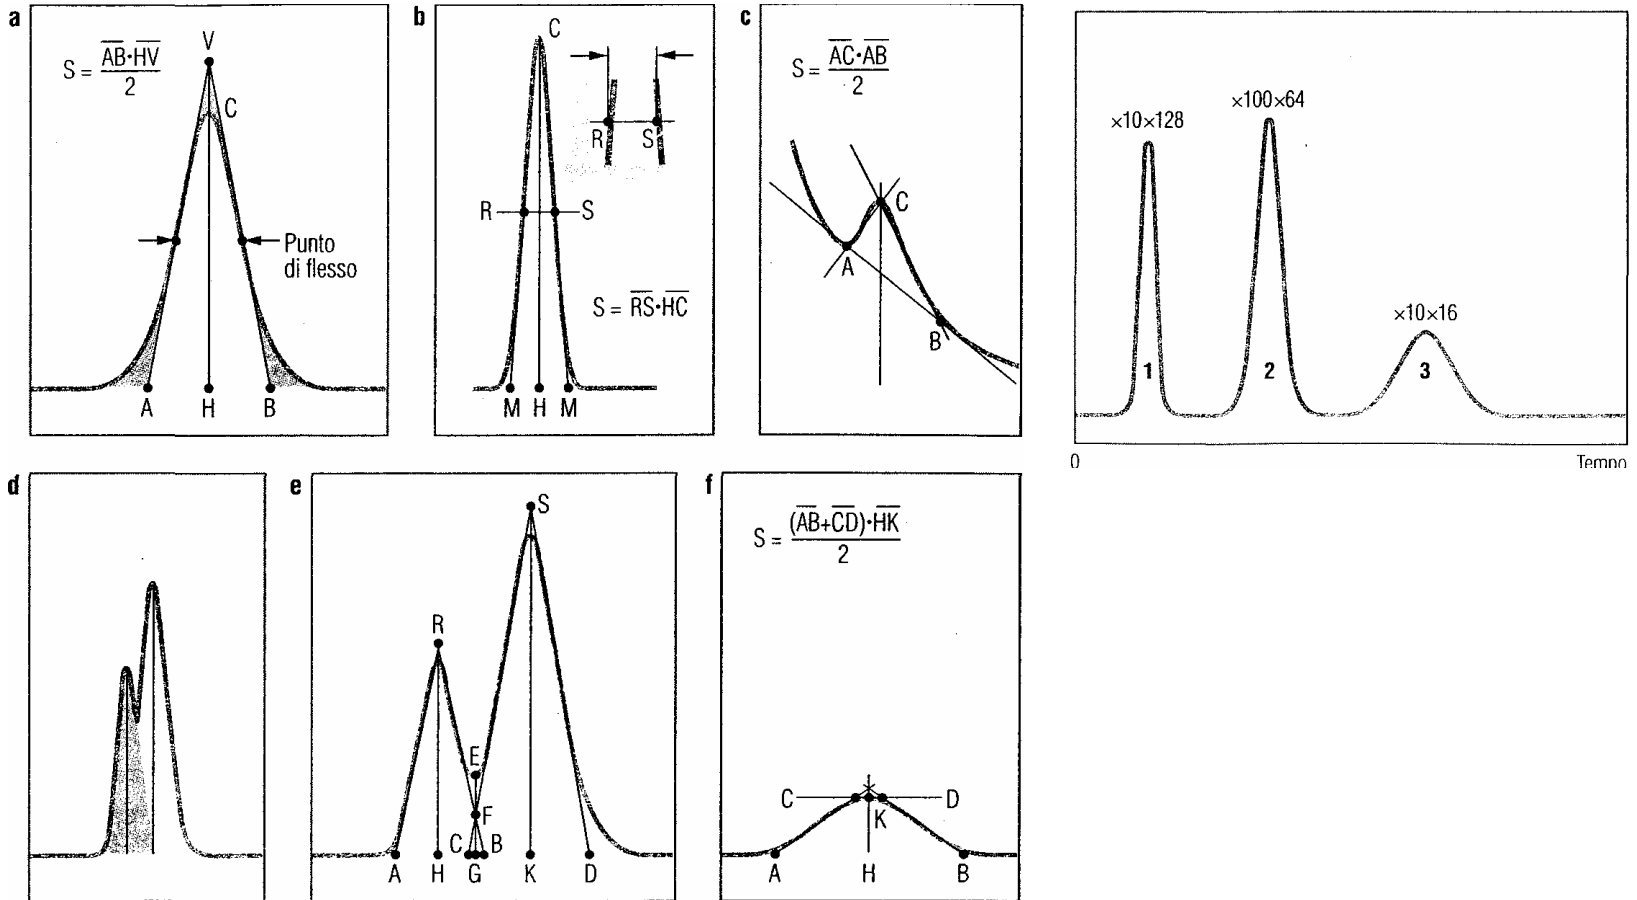 a
S = AB·HV / 2
V
C
Punto
di flesso
A H B
b
C
R S
R S
S = RS·HC
M H M
c
S = AC·AB / 2
C
A
B
×10×128
×100×64
×10×16
1 2 3
0 Tempo
d
e
S
R
E
F
C B
A H G K D
f
S = (AB+CD)·HK / 2
C D
K
A H B